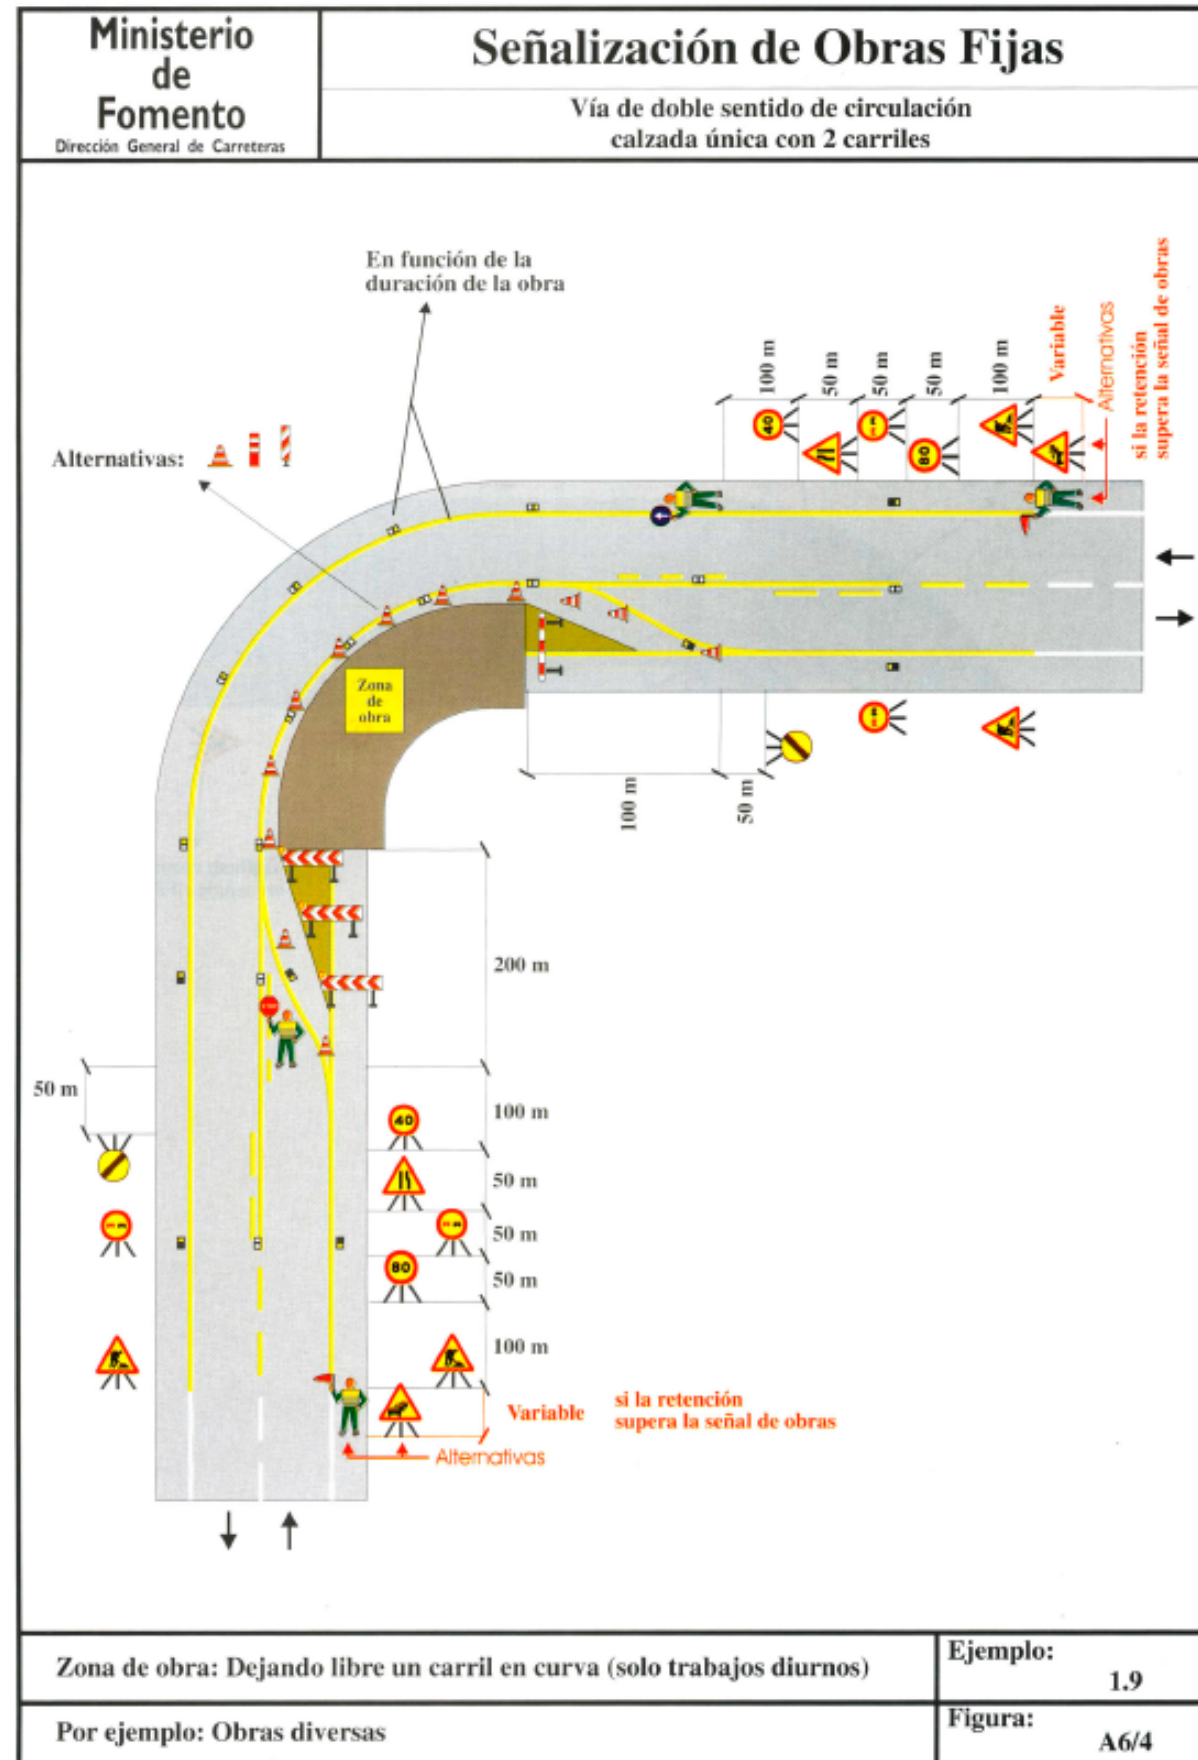 Ministerio
de
Fomento
Dirección General de Carreteras
Señalización de Obras Fijas
Vía de doble sentido de circulación
calzada única con 2 carriles
En función de la
duración de la obra
Alternativas:
100 m
50 m
50 m
50 m
100 m
Variable
Alternativas
si la retención
supera la señal de obras
40
80
Zona
de
obra
100 m
50 m
200 m
50 m
100 m
40
50 m
50 m
80
50 m
100 m
Variable
si la retención
supera la señal de obras
Alternativas
Zona de obra: Dejando libre un carril en curva (solo trabajos diurnos)
Ejemplo:
1.9
Por ejemplo: Obras diversas
Figura:
A6/4